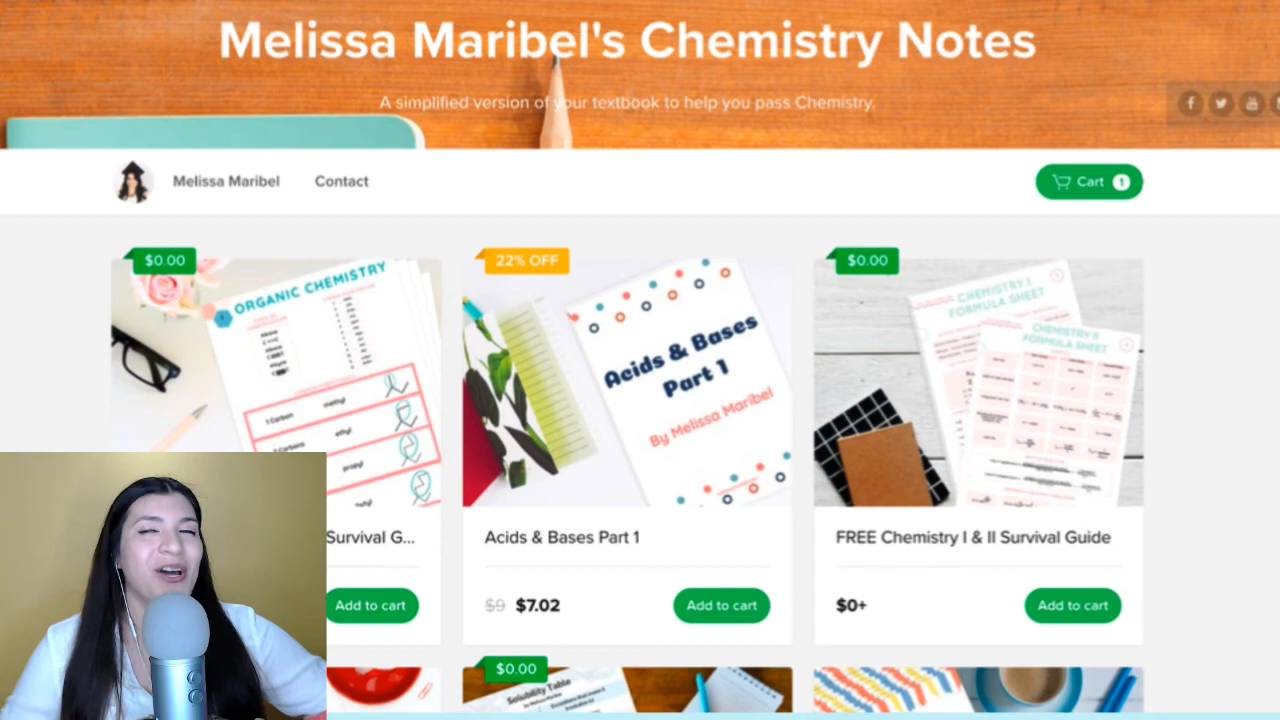 Melissa Maribel's Chemistry Notes
A simplified version of your textbook to help you pass Chemistry.
Melissa Maribel
Contact
Cart 1
$0.00
22% OFF
$0.00
ORGANIC CHEMISTRY
1 Carbon methyl
2 Carbons ethyl
propyl
Acids & Bases
Part 1
By Melissa Maribel
CHEMISTRY I
FORMULA SHEET
CHEMISTRY II
FORMULA SHEET
Survival G...
Acids & Bases Part 1
FREE Chemistry I & II Survival Guide
Add to cart
$9 $7.02
Add to cart
$0+
Add to cart
$0.00
Solubility Table
By Melissa Maribel